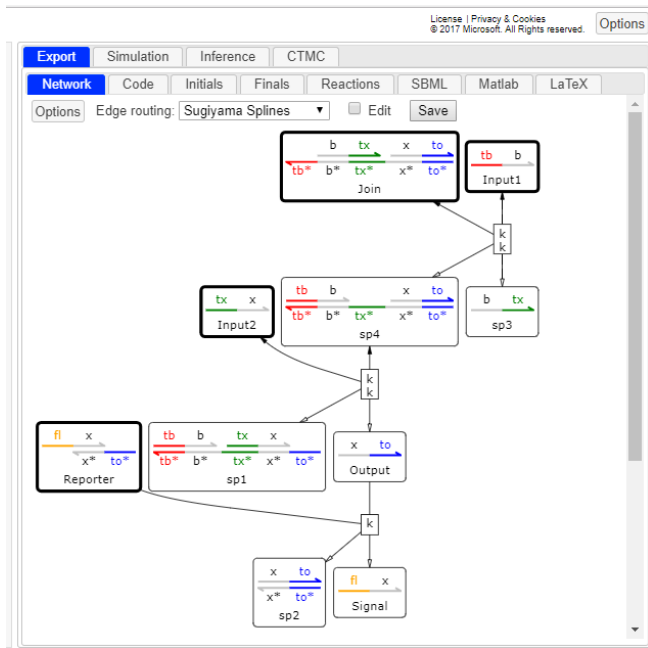 License | Privacy & Cookies
© 2017 Microsoft. All Rights reserved.
Options
Export Simulation Inference CTMC
Network Code Initials Finals Reactions SBML Matlab LaTeX
Options Edge routing: Sugiyama Splines Edit Save
b tx x to
tb* b* tx* x* to*
Join
tb b
Input1
k
k
tx x
Input2
tb b x to
tb* b* tx* x* to*
sp4
b tx
sp3
k
k
fl x
x* to*
Reporter
tb b tx x
tb* b* tx* x* to*
sp1
x to
Output
k
x to
x* to*
sp2
fl x
Signal